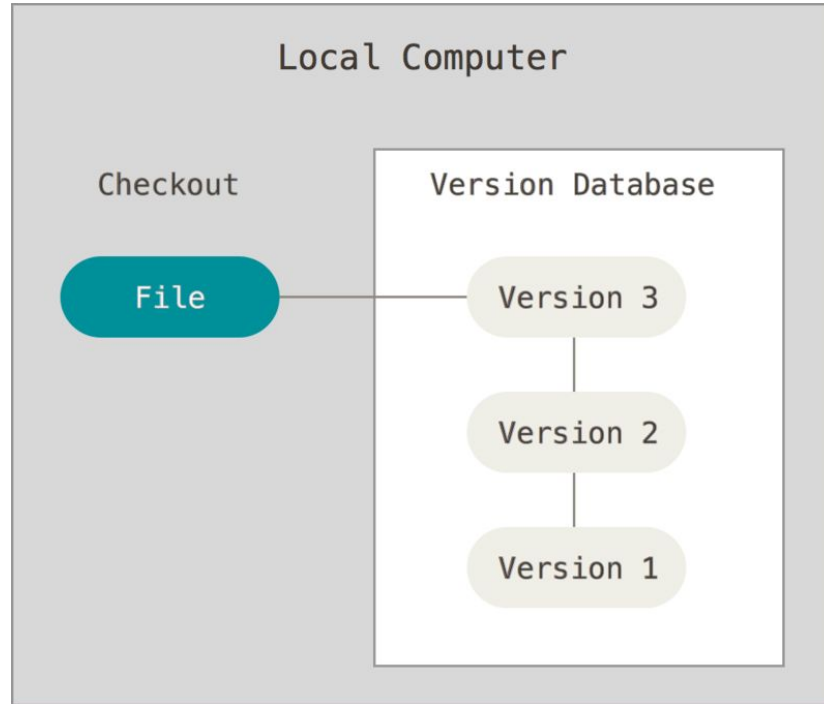 Local Computer
Checkout
Version Database
File
Version 3
Version 2
Version 1